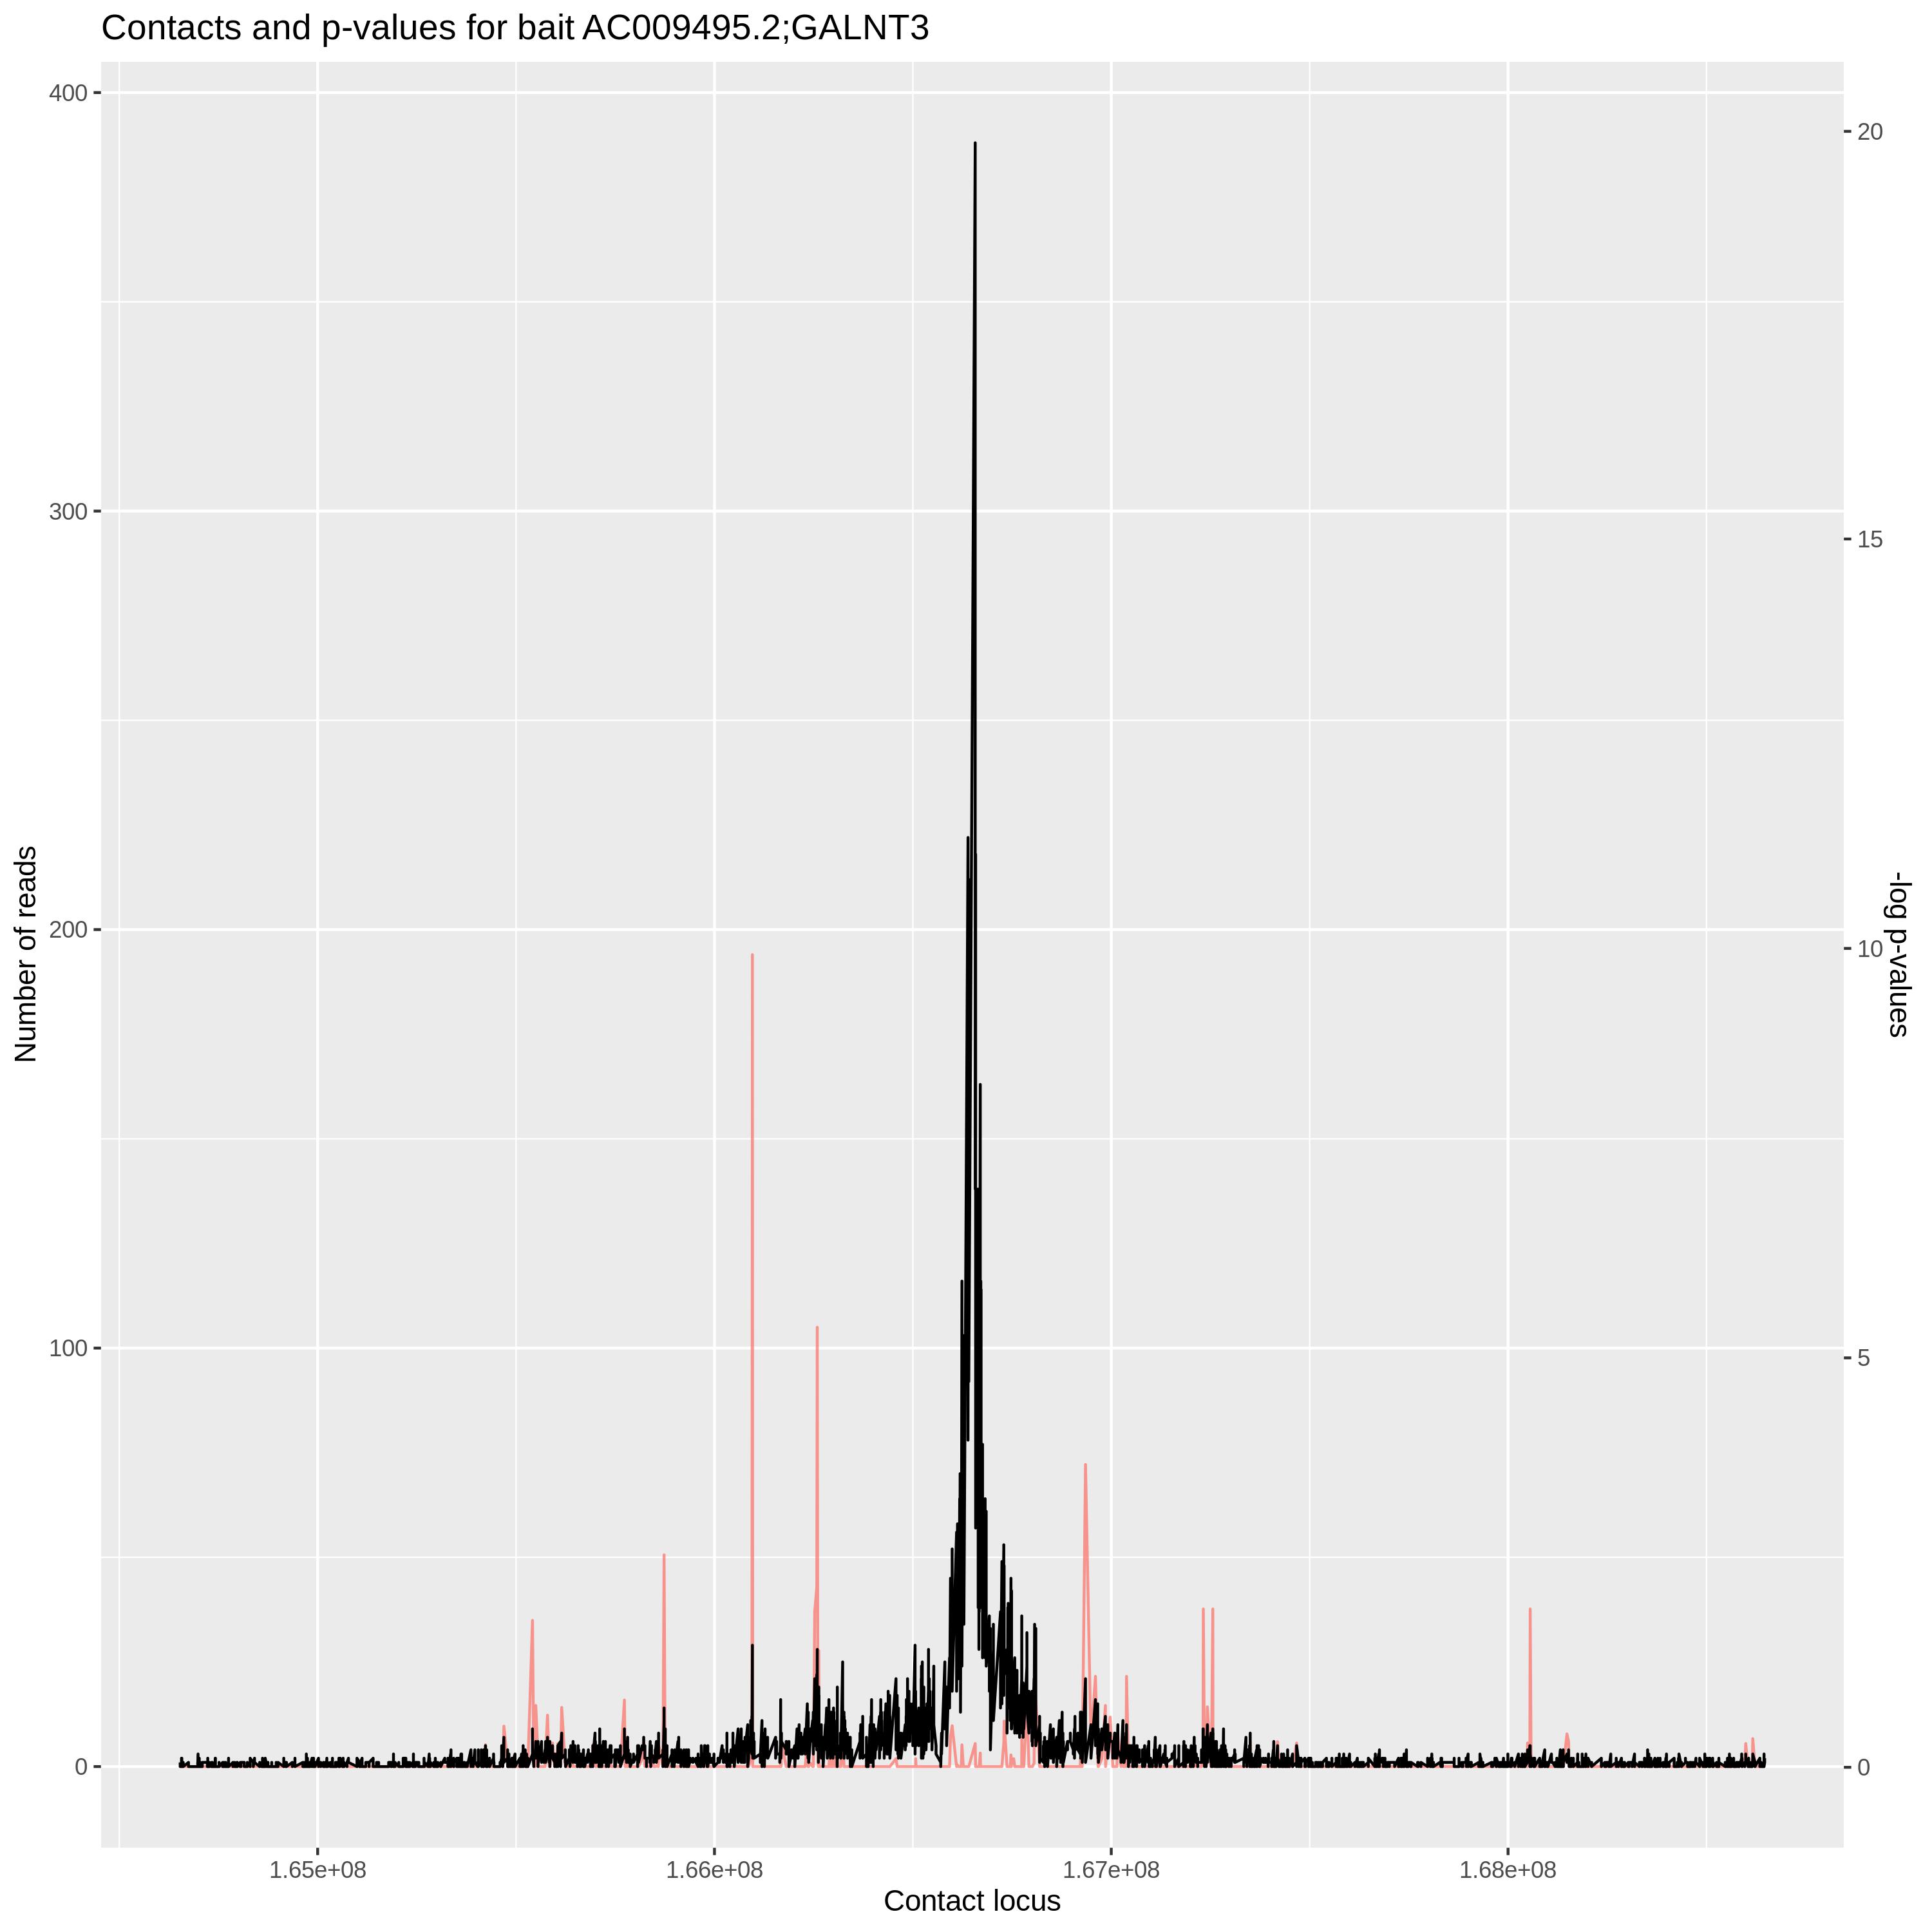 Contacts and p-values for bait AC009495.2;GALNT3
400
300
200
100
0
20
15
10
5
0
Number of reads
-log p-values
1.65e+08
1.66e+08
1.67e+08
1.68e+08
Contact locus